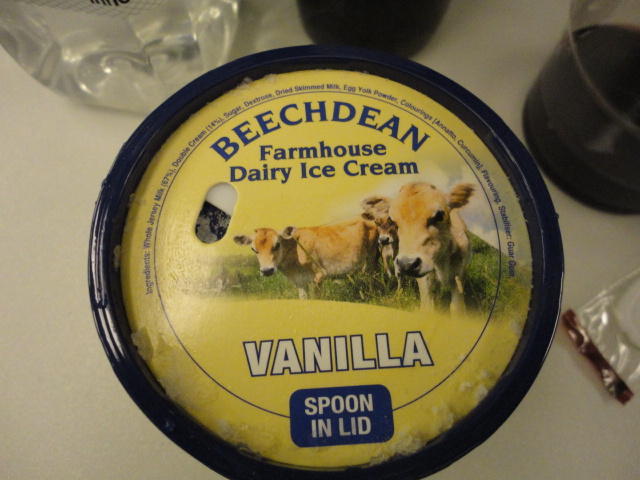 Ingredients: Whole Jersey Milk (67%), Double Cream (14%), Sugar, Dextrose, Dried Skimmed Milk, Egg Yolk Powder, Colourings (Annatto, Curcumin), Flavouring, Stabiliser: Guar Gum
BEECHDEAN
Farmhouse
Dairy Ice Cream
VANILLA
SPOON
IN LID